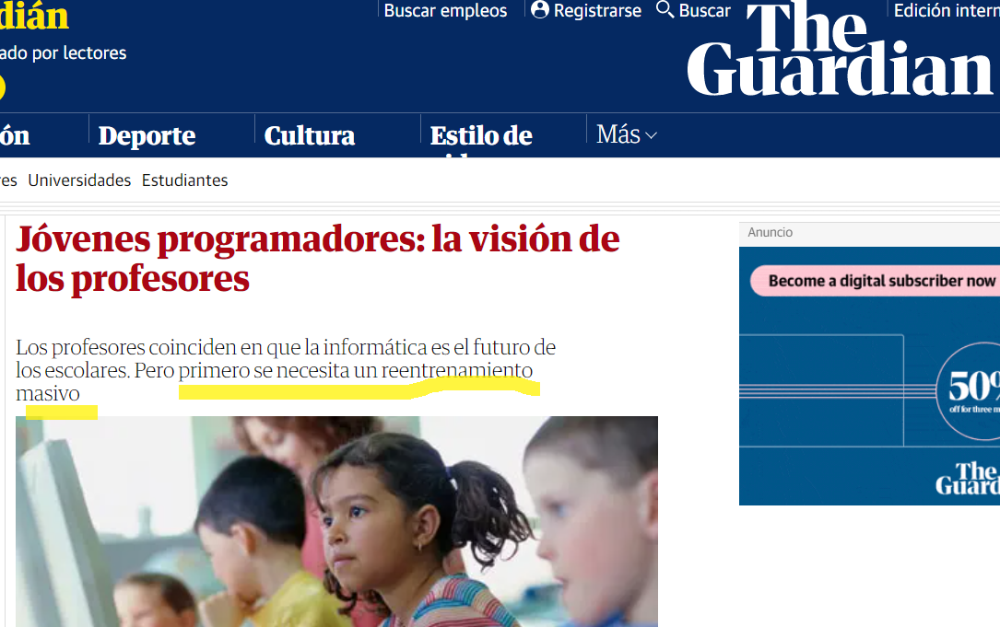 dián
ado por lectores
Buscar empleos
Registrarse
Buscar
Edición intern
The
Guardian
ón
Deporte
Cultura
Estilo de
Más
es Universidades Estudiantes
Jóvenes programadores: la visión de
los profesores
Los profesores coinciden en que la informática es el futuro de
los escolares. Pero primero se necesita un reentrenamiento
masivo
Anuncio
Become a digital subscriber now
50%
off for three m
The
Guard